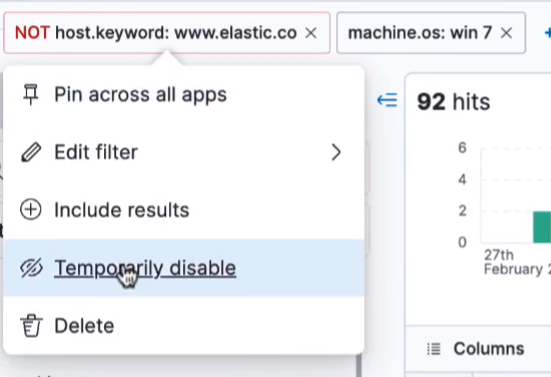 NOT host.keyword: www.elastic.co × machine.os: win 7 ×
Pin across all apps
Edit filter
Include results
Temporarily disable
Delete
92 hits
6
4
2
0
27th
February
Columns